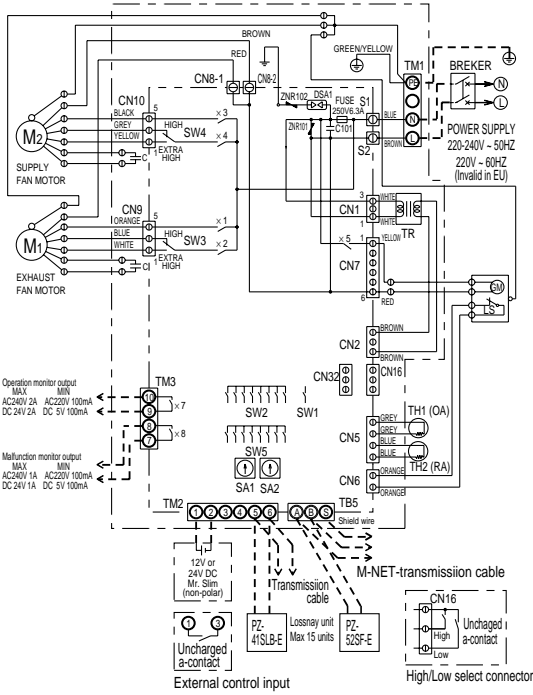 BROWN
RED
GREEN/YELLOW
TM1
BREKER
PE
N
N
L
L
POWER SUPPLY
220-240V ~ 50HZ
220V ~ 60HZ
(Invalid in EU)
CN8-1
CN8-2
ZNR102
DSA1
FUSE
250V6.3A
S1
BLUE
ZNR101
C101
S2
BROWN
CN10
5
BLACK
GREY
YELLOW
HIGH
SW4
× 3
× 4
1
EXTRA
HIGH
C
M2
SUPPLY
FAN MOTOR
CN9
5
ORANGE
BLUE
WHITE
HIGH
SW3
× 1
× 2
1
EXTRA
HIGH
C
M1
EXHAUST
FAN MOTOR
3
WHITE
CN1
1
WHITE
TR
× 5
1
YELLOW
CN7
6
RED
GM
LS
BROWN
CN2
BROWN
CN32
CN16
Operation monitor output
MAX MIN
AC240V 2A AC220V 100mA
DC 24V 2A DC 5V 100mA
TM3
10
9
8
7
× 7
× 8
Malfunction monitor output
MAX MIN
AC240V 1A AC220V 100mA
DC 24V 1A DC 5V 100mA
SW2
SW1
SW5
SA1
SA2
GREY
GREY
CN5
BLUE
BLUE
TH1 (OA)
TH2 (RA)
ORANGE
CN6
ORANGE
TM2
1 2 3 4 5 6
A B S
TB5
Shield wire
12V or
24V DC
Mr. Slim
(non-polar)
Transmissiion
cable
M-NET-transmissiion cable
PZ-
41SLB-E
Lossnay unit
Max 15 units
PZ-
52SF-E
1 3
Uncharged
a-contact
External control input
CN16
High
Low
Unchaged
a-contact
High/Low select connector